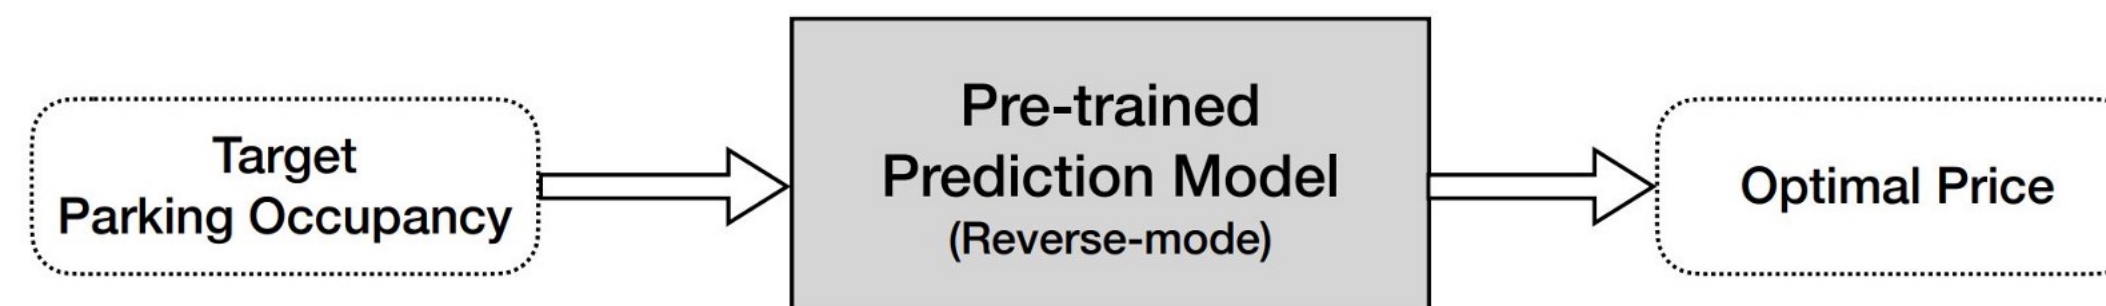 Target
Parking Occupancy
Pre-trained
Prediction Model
(Reverse-mode)
Optimal Price